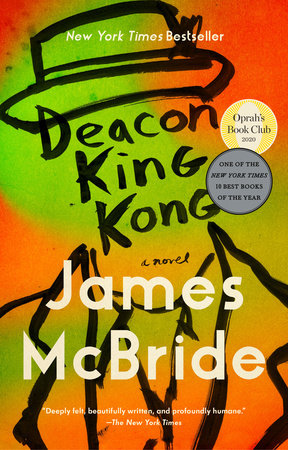 New York Times Bestseller
Deacon
King
Kong
Oprah's
Book Club
2020
ONE OF THE
NEW YORK TIMES
10 BEST BOOKS
OF THE YEAR
a novel
James
McBride
“Deeply felt, beautifully written, and profoundly humane.”
—The New York Times